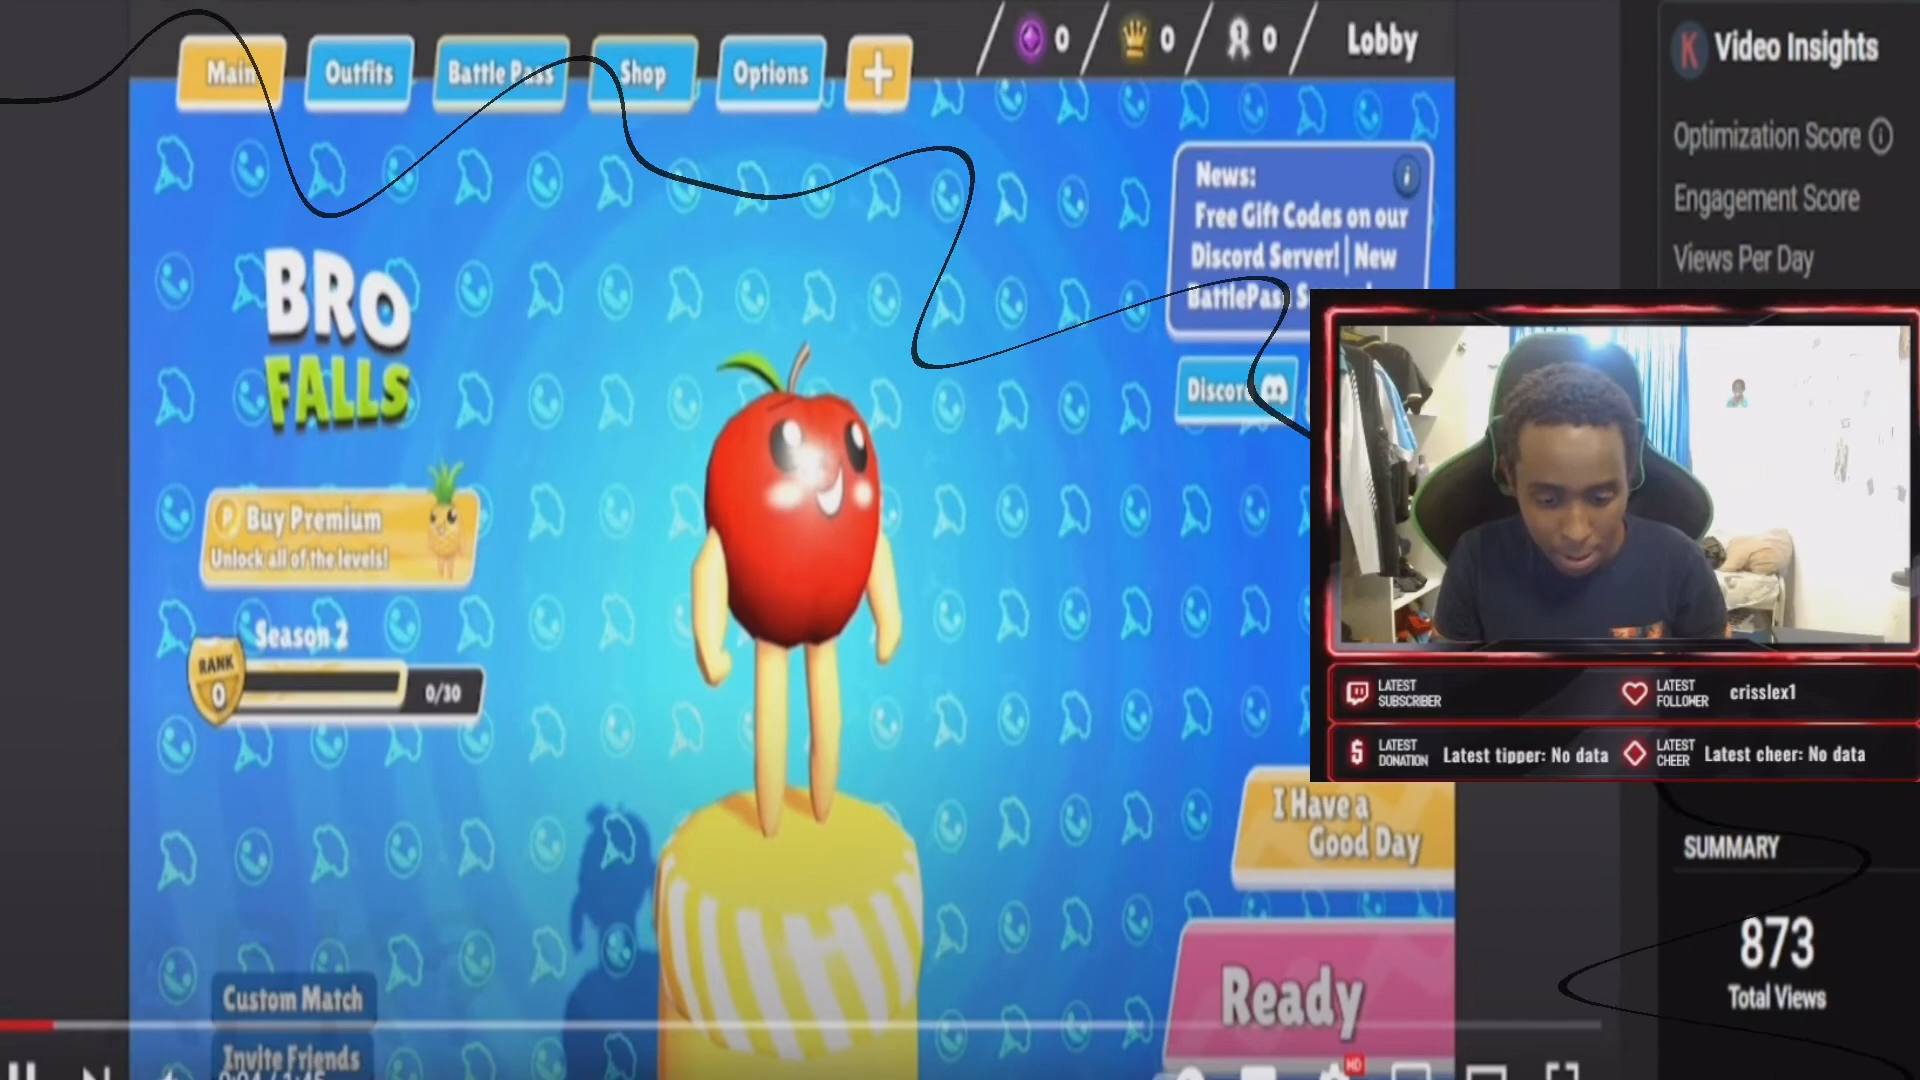 Main
Outfits
Battle Pass
Shop
Options
0
0
0
Lobby
Video Insights
Optimization Score
Engagement Score
Views Per Day
News:
Free Gift Codes on our
Discord Server! | New
BRO
FALLS
Discord
Buy Premium
Unlock all of the levels!
Season 2
RANK
0
0/30
LATEST
SUBSCRIBER
LATEST
FOLLOWER
crisslex1
LATEST
DONATION
Latest tipper: No data
LATEST
CHEER
Latest cheer: No data
I Have a
Good Day
SUMMARY
873
Total Views
Custom Match
Ready
Invite Friends
HD